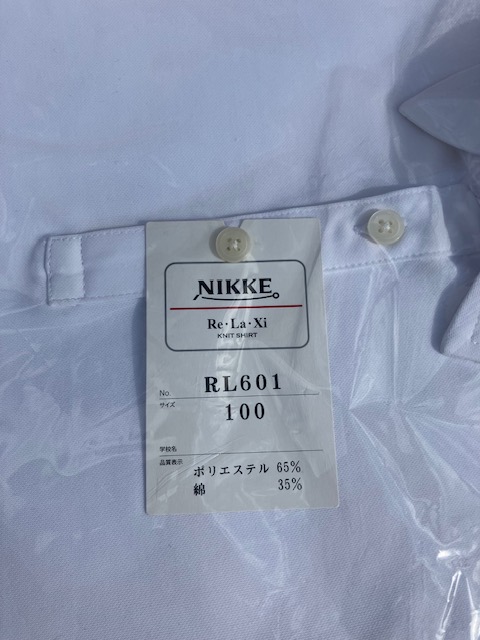 NIKKE
Re・La・Xi
KNIT SHIRT
No. RL601
サイズ 100
学校名
品質表示 ポリエステル 65%
綿 35%